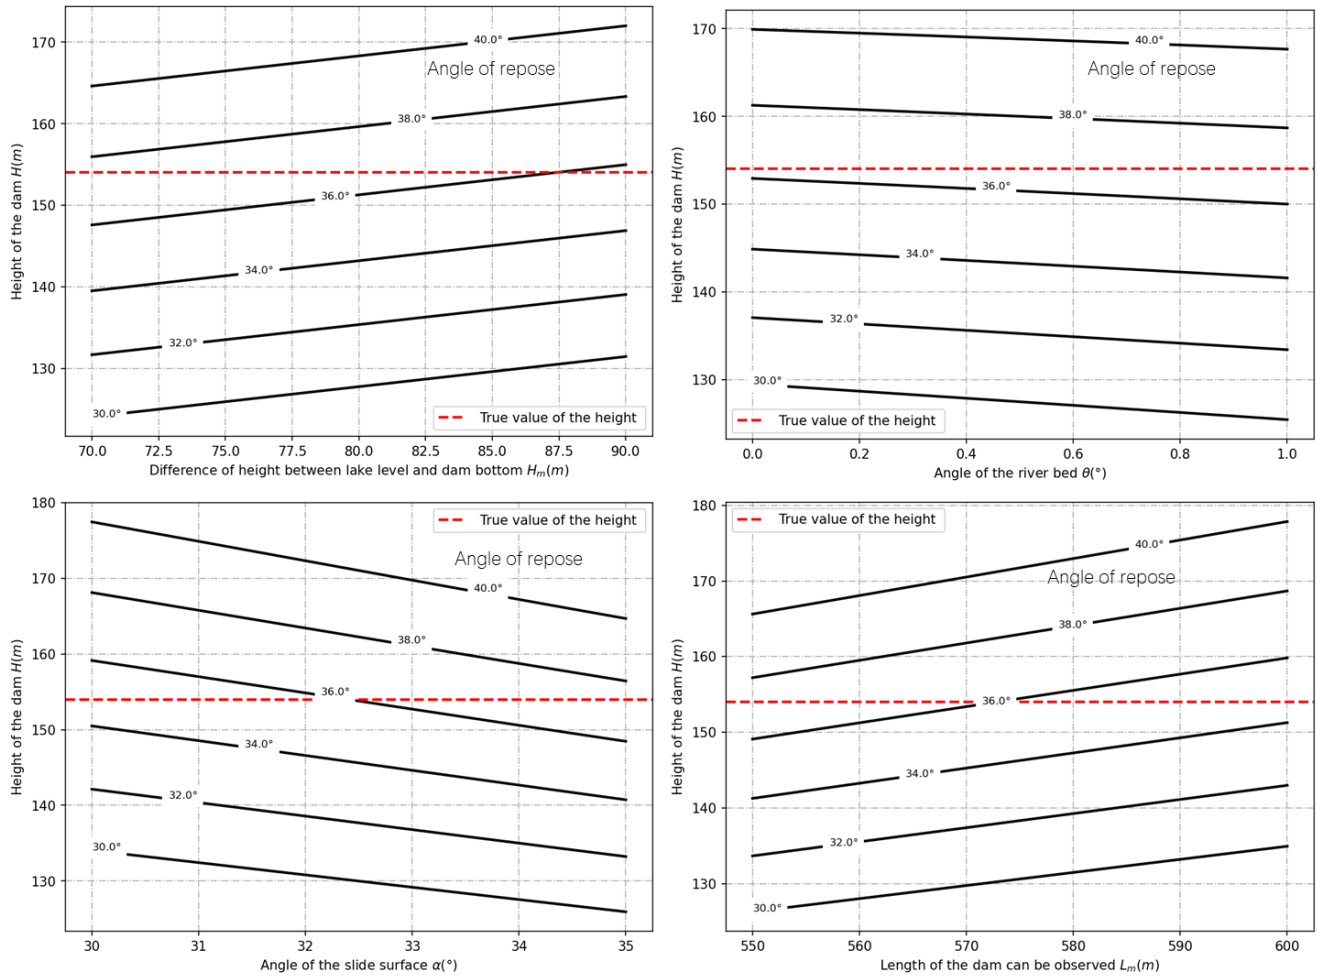 170
160
150
140
130
Height of the dam H(m)
40.0°
Angle of repose
38.0°
36.0°
34.0°
32.0°
30.0°
True value of the height
70.0 72.5 75.0 77.5 80.0 82.5 85.0 87.5 90.0
Difference of height between lake level and dam bottom Hm(m)
170
160
150
140
130
Height of the dam H(m)
40.0°
Angle of repose
38.0°
36.0°
34.0°
32.0°
30.0°
True value of the height
0.0 0.2 0.4 0.6 0.8 1.0
Angle of the river bed θ(°)
180
170
160
150
140
130
Height of the dam H(m)
True value of the height
Angle of repose
40.0°
38.0°
36.0°
34.0°
32.0°
30.0°
30 31 32 33 34 35
Angle of the slide surface α(°)
180
170
160
150
140
130
Height of the dam H(m)
True value of the height
40.0°
Angle of repose
38.0°
36.0°
34.0°
32.0°
30.0°
550 560 570 580 590 600
Length of the dam can be observed Lm(m)